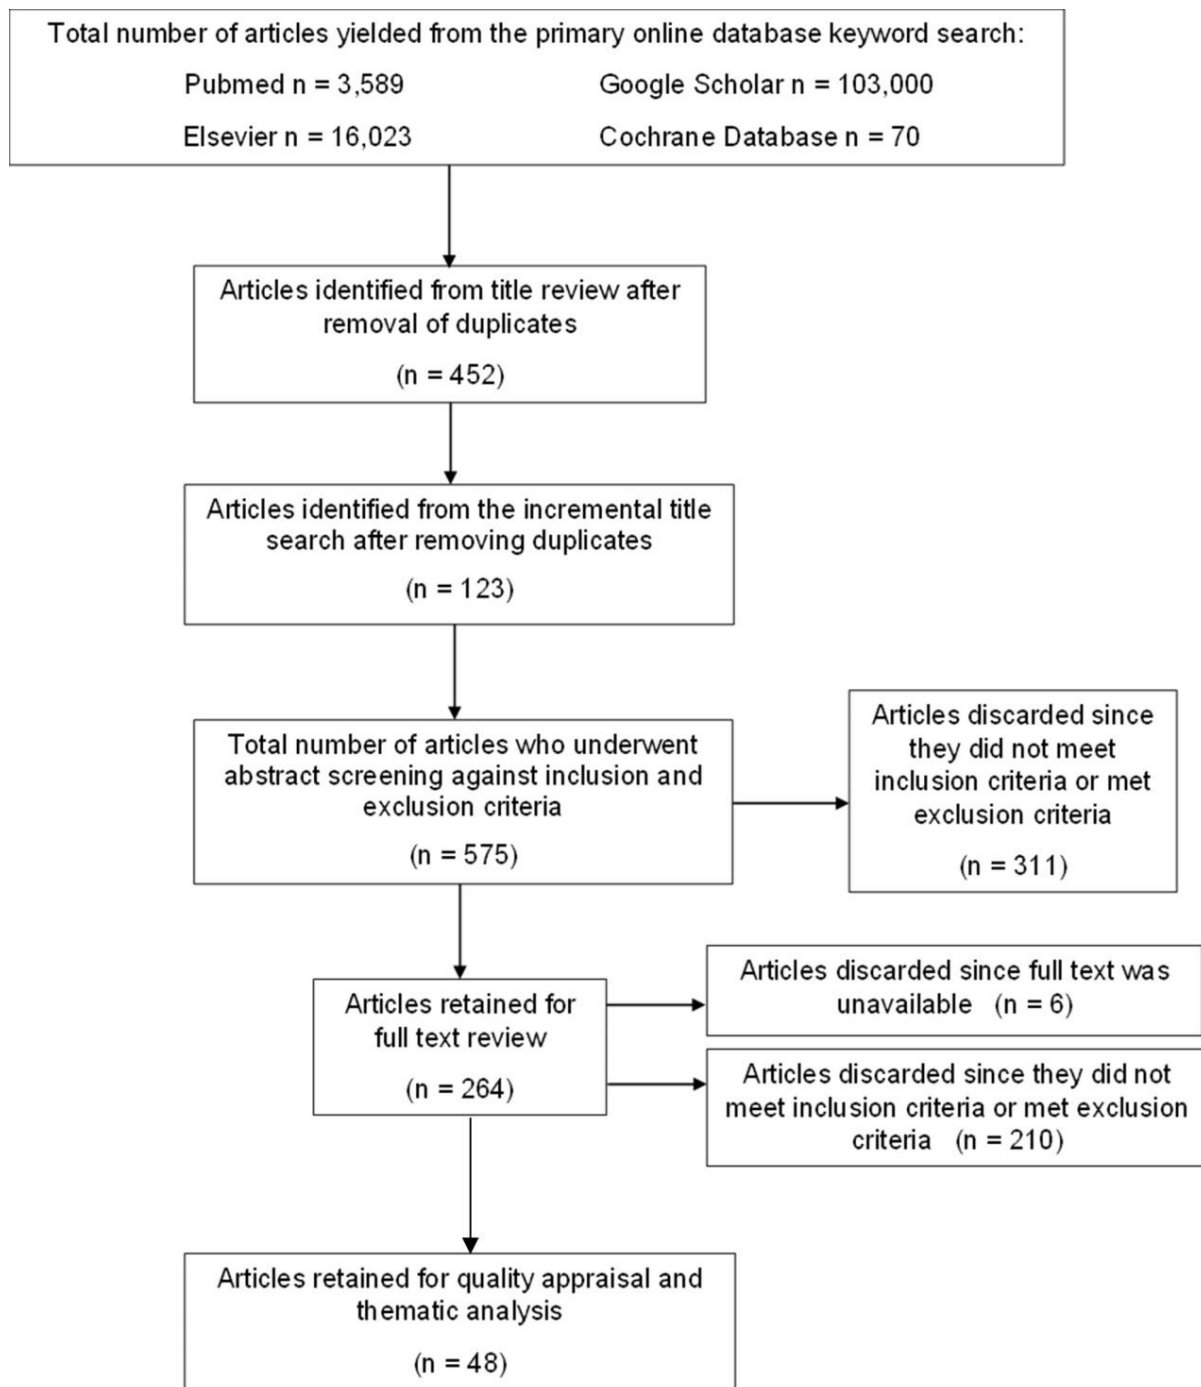 Total number of articles yielded from the primary online database keyword search:
Pubmed n = 3,589
Google Scholar n = 103,000
Elsevier n = 16,023
Cochrane Database n = 70
Articles identified from title review after
removal of duplicates
(n = 452)
Articles identified from the incremental title
search after removing duplicates
(n = 123)
Total number of articles who underwent
abstract screening against inclusion and
exclusion criteria
(n = 575)
Articles discarded since
they did not meet
inclusion criteria or met
exclusion criteria
(n = 311)
Articles retained for
full text review
(n = 264)
Articles discarded since full text was
unavailable (n = 6)
Articles discarded since they did not
meet inclusion criteria or met exclusion
criteria (n = 210)
Articles retained for quality appraisal and
thematic analysis
(n = 48)